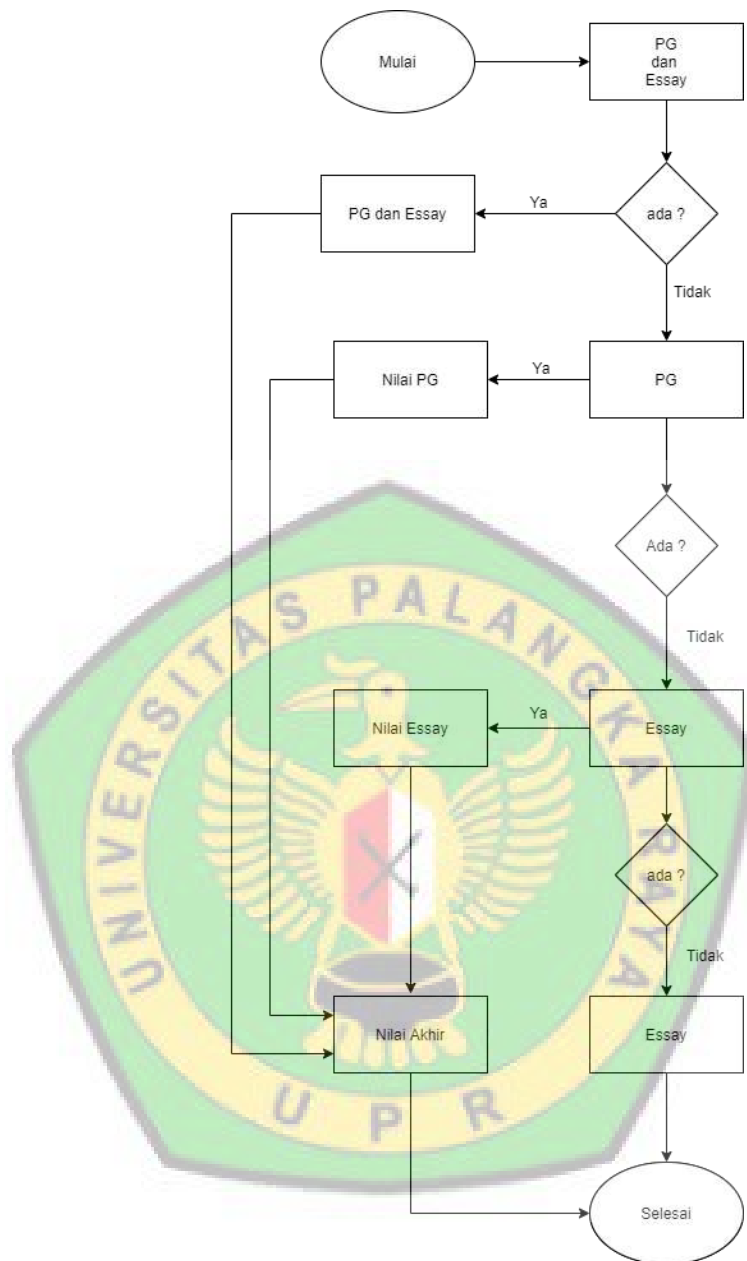 Mulai
PG
dan
Essay
PG dan Essay
Ya
ada ?
Tidak
Nilai PG
Ya
PG
Ada ?
Tidak
Nilai Essay
Ya
Essay
ada ?
Tidak
Nilai Akhir
Essay
Selesai
UNIVERSITAS PALANGKA RAYA
UPR